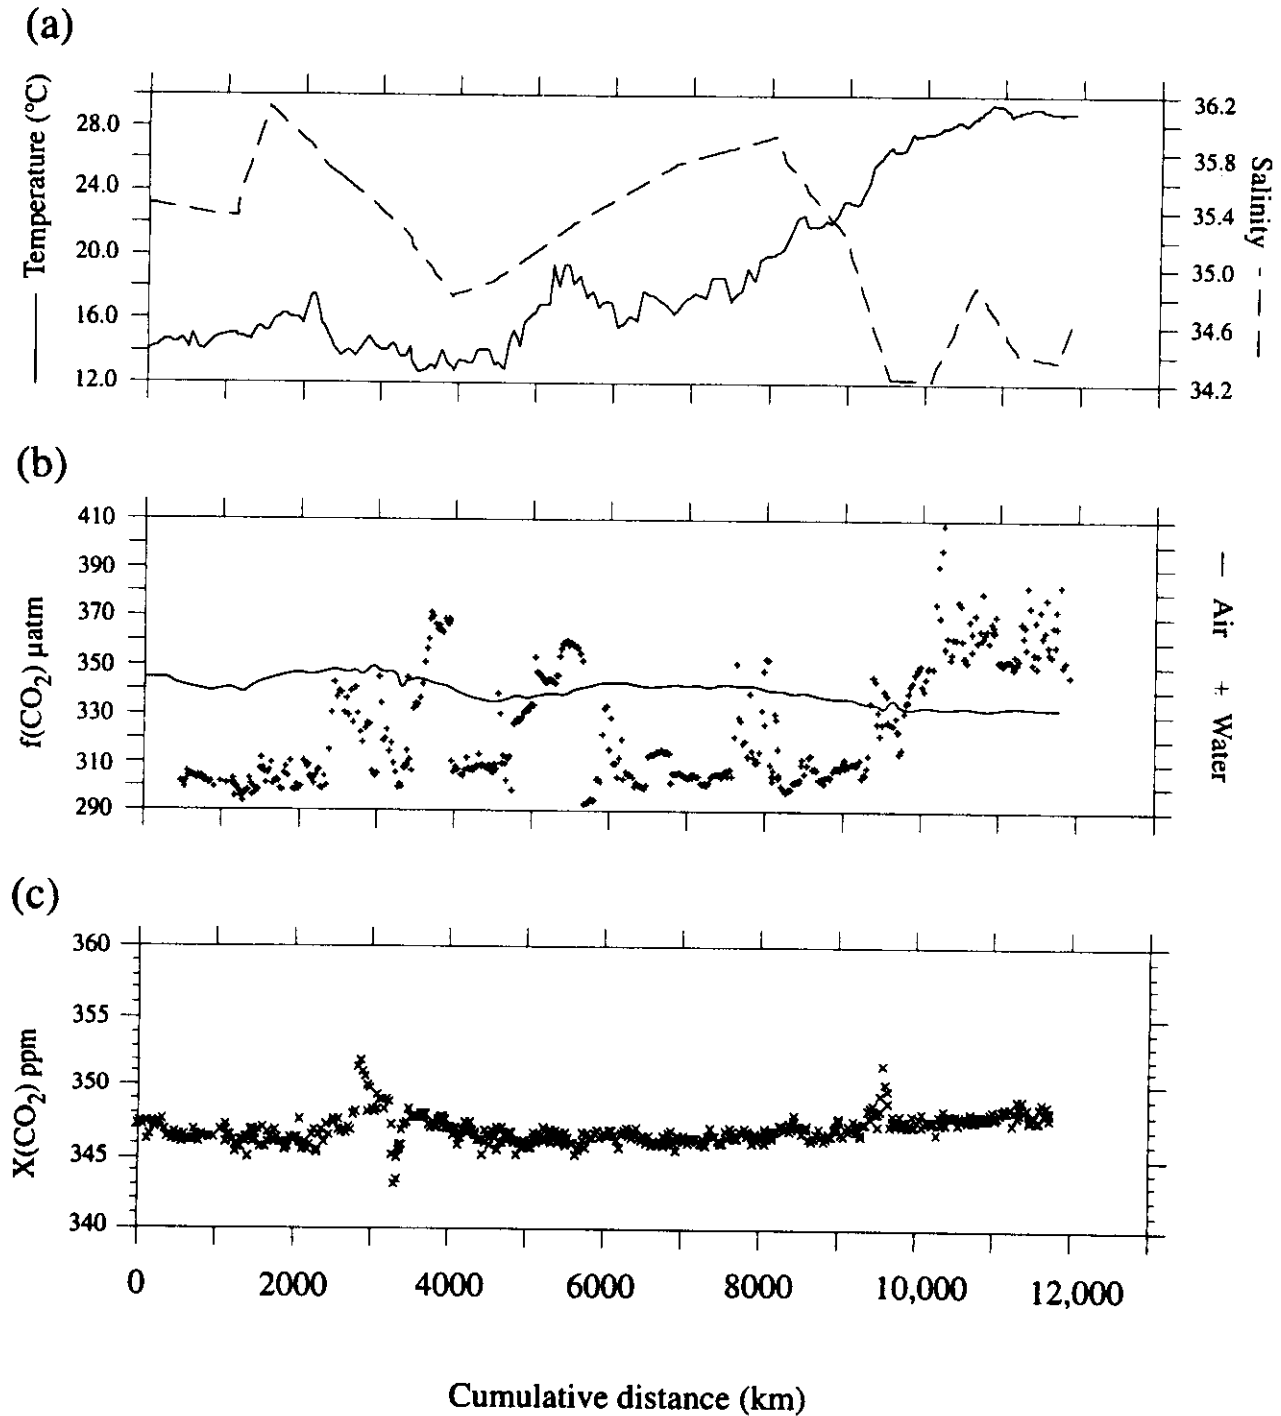 (a)
Temperature (°C)
28.0
24.0
20.0
16.0
12.0
36.2
35.8
35.4
35.0
34.6
34.2
Salinity
(b)
f(CO2) μatm
410
390
370
350
330
310
290
— Air + Water
(c)
X(CO2) ppm
360
355
350
345
340
0 2000 4000 6000 8000 10,000 12,000
Cumulative distance (km)